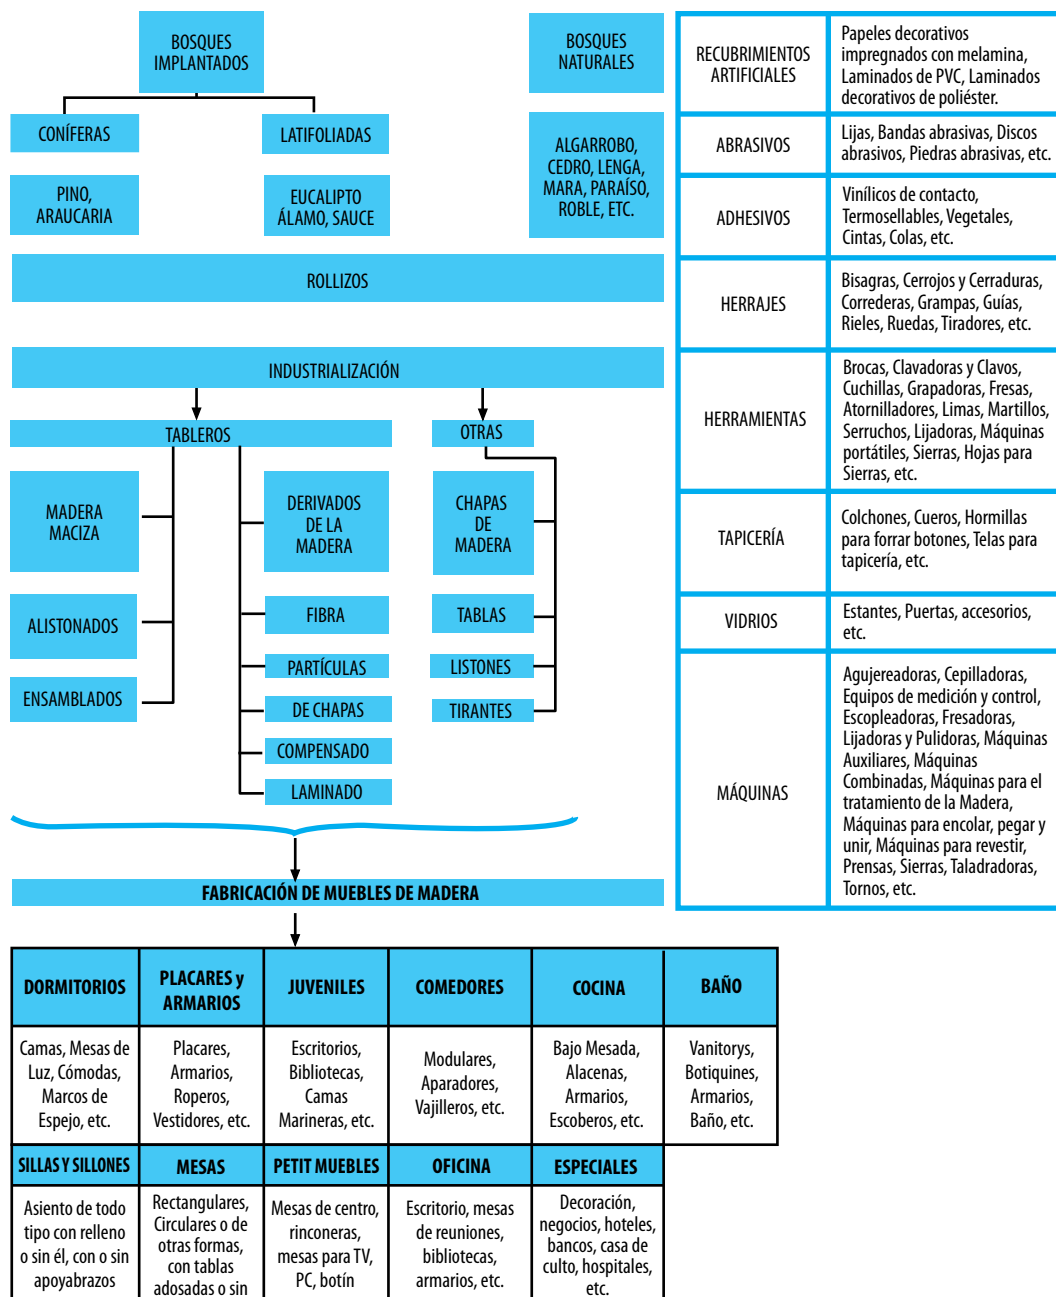 BOSQUES
IMPLANTADOS
BOSQUES
NATURALES
CONÍFERAS
LATIFOLIADAS
PINO,
ARAUCARIA
EUCALIPTO
ÁLAMO, SAUCE
ALGARROBO,
CEDRO, LENGA,
MARA, PARAÍSO,
ROBLE, ETC.
ROLLIZOS
INDUSTRIALIZACIÓN
TABLEROS
OTRAS
MADERA
MACIZA
ALISTONADOS
ENSAMBLADOS
DERIVADOS
DE LA
MADERA
FIBRA
PARTÍCULAS
DE CHAPAS
COMPENSADO
LAMINADO
CHAPAS
DE
MADERA
TABLAS
LISTONES
TIRANTES
FABRICACIÓN DE MUEBLES DE MADERA
DORMITORIOS
Camas, Mesas de
Luz, Cómodas,
Marcos de
Espejo, etc.
PLACARES y
ARMARIOS
Placares,
Armarios,
Roperos,
Vestidores, etc.
JUVENILES
Escritorios,
Bibliotecas,
Camas
Marineras, etc.
COMEDORES
Modulares,
Aparadores,
Vajilleros, etc.
COCINA
Bajo Mesada,
Alacenas,
Armarios,
Escoberos, etc.
BAÑO
Vanitorys,
Botiquines,
Armarios,
Baño, etc.
SILLAS Y SILLONES
Asiento de todo
tipo con relleno
o sin él, con o sin
apoyabrazos
MESAS
Rectangulares,
Circulares o de
otras formas,
con tablas
adosadas o sin
PETIT MUEBLES
Mesas de centro,
rinconeras,
mesas para TV,
PC, botín
OFICINA
Escritorio, mesas
de reuniones,
bibliotecas,
armarios, etc.
ESPECIALES
Decoración,
negocios, hoteles,
bancos, casa de
culto, hospitales,
etc.
RECUBRIMIENTOS
ARTIFICIALES
Papeles decorativos
impregnados con melamina,
Laminados de PVC, Laminados
decorativos de poliéster.
ABRASIVOS
Lijas, Bandas abrasivas, Discos
abrasivos, Piedras abrasivas, etc.
ADHESIVOS
Vinílicos de contacto,
Termosellables, Vegetales,
Cintas, Colas, etc.
HERRAJES
Bisagras, Cerrojos y Cerraduras,
Correderas, Grampas, Guías,
Rieles, Ruedas, Tiradores, etc.
HERRAMIENTAS
Brocas, Clavadoras y Clavos,
Cuchillas, Grapadoras, Fresas,
Atornilladores, Limas, Martillos,
Serruchos, Lijadoras, Máquinas
portátiles, Sierras, Hojas para
Sierras, etc.
TAPICERÍA
Colchones, Cueros, Hormillas
para forrar botones, Telas para
tapicería, etc.
VIDRIOS
Estantes, Puertas, accesorios,
etc.
MÁQUINAS
Agujereadoras, Cepilladoras,
Equipos de medición y control,
Escopleadoras, Fresadoras,
Lijadoras y Pulidoras, Máquinas
Auxiliares, Máquinas
Combinadas, Máquinas para el
tratamiento de la Madera,
Máquinas para encolar, pegar y
unir, Máquinas para revestir,
Prensas, Sierras, Taladradoras,
Tornos, etc.